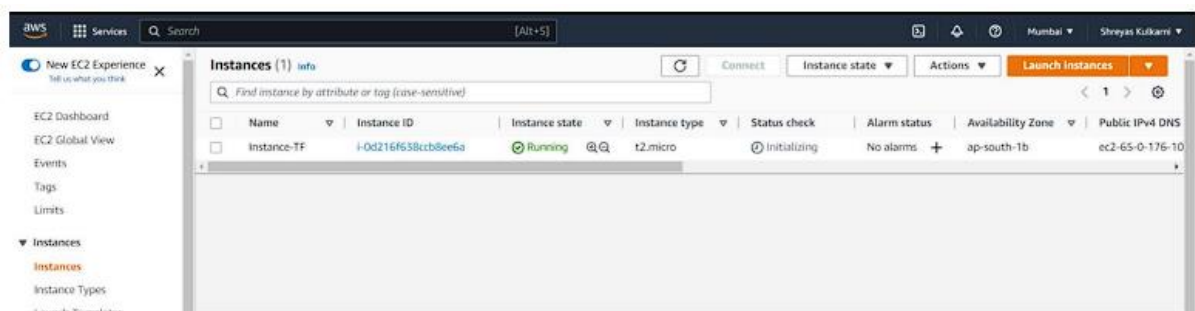 aws Services Search [Alt+S] Mumbai Shreyas Kulkarni
New EC2 Experience
Tell us what you think
EC2 Dashboard
EC2 Global View
Events
Tags
Limits
Instances
Instances
Instance Types
Instances (1) Info Connect Instance state Actions Launch instances
Find instance by attribute or tag (case-sensitive)
1
Name Instance ID Instance state Instance type Status check Alarm status Availability Zone Public IPv4 DNS
Instance-TF i-0d216f638ccb8ee6a Running t2.micro Initializing No alarms + ap-south-1b ec2-65-0-176-10